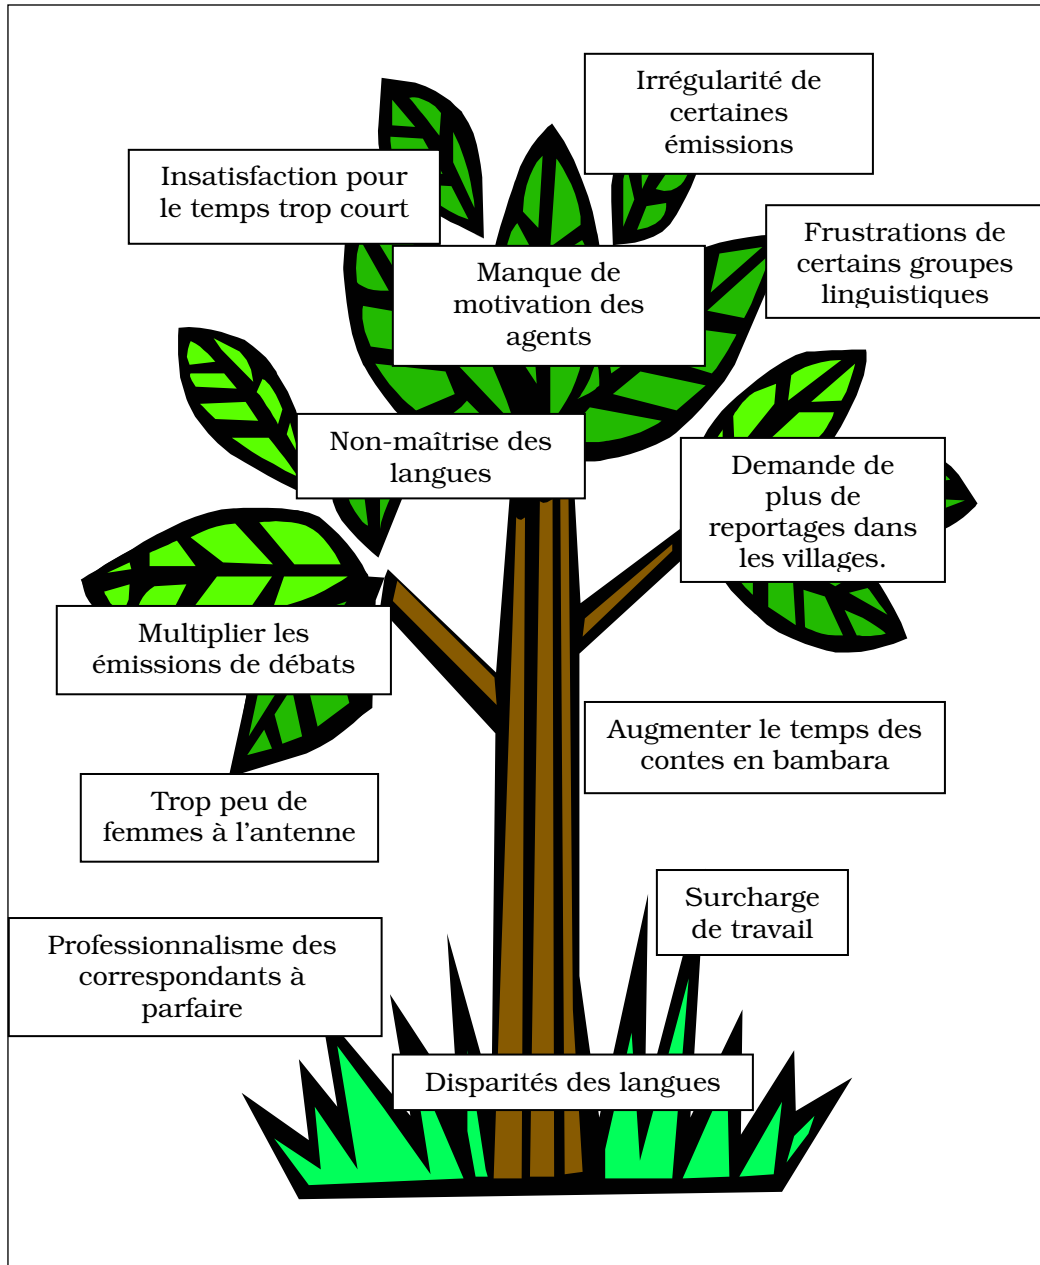 Irrégularité de
certaines
émissions
Insatisfaction pour
le temps trop court
Frustrations de
certains groupes
linguistiques
Manque de
motivation des
agents
Non-maîtrise des
langues
Demande de
plus de
reportages dans
les villages.
Multiplier les
émissions de débats
Augmenter le temps des
contes en bambara
Trop peu de
femmes à l’antenne
Surcharge
de travail
Professionnalisme des
correspondants à
parfaire
Disparités des langues